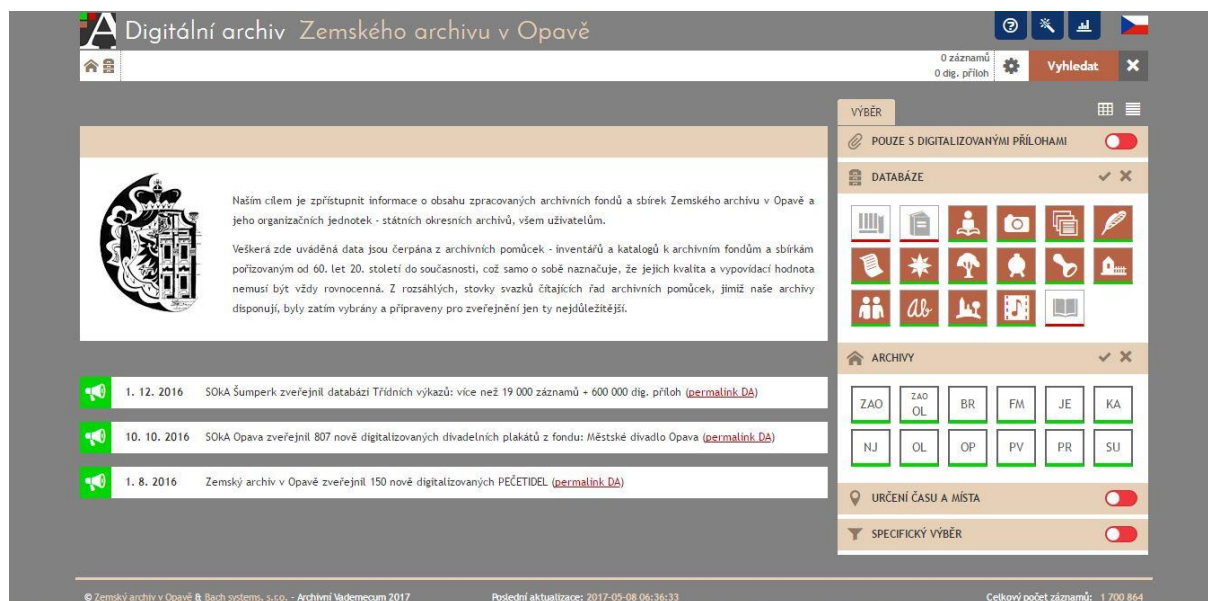 Digitální archiv Zemského archivu v Opavě
0 záznamů
0 dig. příloh
Vyhledat
VÝBĚR
POUZE S DIGITALIZOVANÝMI PŘÍLOHAMI
DATABÁZE
Naším cílem je zpřístupnit informace o obsahu zpracovaných archivních fondů a sbírek Zemského archivu v Opavě a
jeho organizačních jednotek - státních okresních archivů, všem uživatelům.
Veškerá zde uváděná data jsou čerpána z archivních pomůcek - inventářů a katalogů k archivním fondům a sbírkám
pořizovaným od 60. let 20. století do současnosti, což samo o sobě naznačuje, že jejich kvalita a vypovídací hodnota
nemusí být vždy rovnocenná. Z rozsáhlých, stovky svazků čítajících řad archivních pomůcek, jimiž naše archivy
disponují, byly zatím vybrány a připraveny pro zveřejnění jen ty nejdůležitější.
ab
ARCHIVY
ZAO ZAO OL BR FM JE KA
NJ OL OP PV PR SU
1. 12. 2016 SOkA Šumperk zveřejnil databázi Třídních výkazů: více než 19 000 záznamů + 600 000 dig. příloh (permalink DA)
10. 10. 2016 SOkA Opava zveřejnil 807 nově digitalizovaných divadelních plakátů z fondu: Městské divadlo Opava (permalink DA)
1. 8. 2016 Zemský archiv v Opavě zveřejnil 150 nově digitalizovaných PEČETIDEL (permalink DA)
URČENÍ ČASU A MÍSTA
SPECIFICKÝ VÝBĚR
© Zemský archiv v Opavě & Bach systems, s.r.o. - Archivní Vademecum 2017
Poslední aktualizace: 2017-05-08 06:36:33
Celkový počet záznamů: 1 700 864